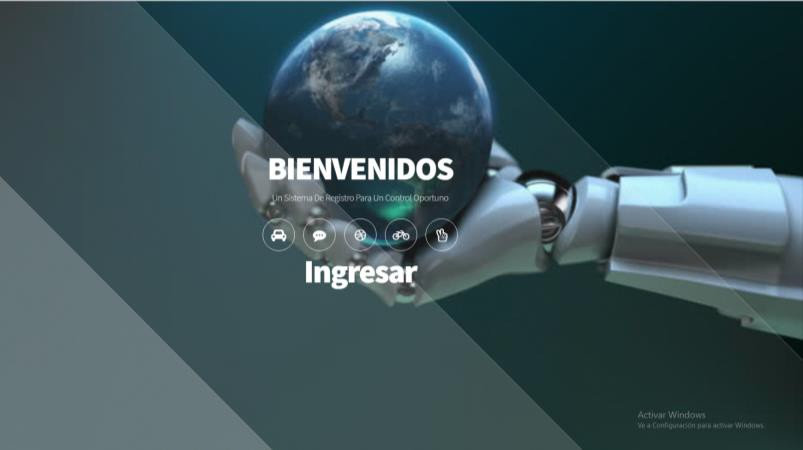 BIENVENIDOS
Un Sistema De Registro Para Un Control Oportuno
Ingresar
Activar Windows
Ve a Configuración para activar Windows.